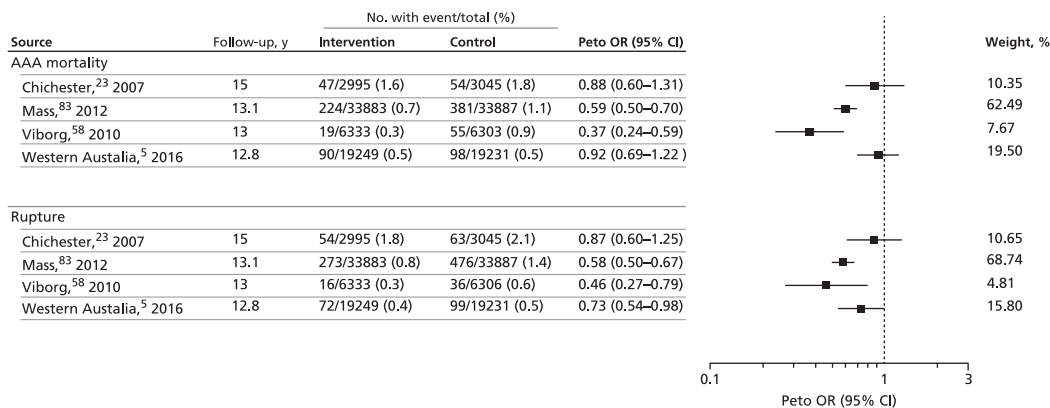 No. with event/total (%)
Source Follow-up, y Intervention Control Peto OR (95% CI) Weight, %
AAA mortality
Chichester,23 2007 15 47/2995 (1.6) 54/3045 (1.8) 0.88 (0.60–1.31) 10.35
Mass,83 2012 13.1 224/33883 (0.7) 381/33887 (1.1) 0.59 (0.50–0.70) 62.49
Viborg,58 2010 13 19/6333 (0.3) 55/6303 (0.9) 0.37 (0.24–0.59) 7.67
Western Austalia,5 2016 12.8 90/19249 (0.5) 98/19231 (0.5) 0.92 (0.69–1.22 ) 19.50
Rupture
Chichester,23 2007 15 54/2995 (1.8) 63/3045 (2.1) 0.87 (0.60–1.25) 10.65
Mass,83 2012 13.1 273/33883 (0.8) 476/33887 (1.4) 0.58 (0.50–0.67) 68.74
Viborg,58 2010 13 16/6333 (0.3) 36/6306 (0.6) 0.46 (0.27–0.79) 4.81
Western Austalia,5 2016 12.8 72/19249 (0.4) 99/19231 (0.5) 0.73 (0.54–0.98) 15.80
0.1 1 3
Peto OR (95% CI)